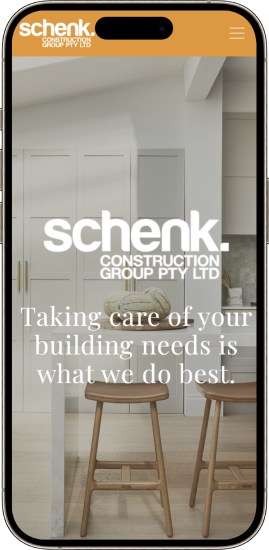 schenk.
CONSTRUCTION
GROUP PTY LTD
schenk.
CONSTRUCTION
GROUP PTY LTD
Taking care of your
building needs is
what we do best.